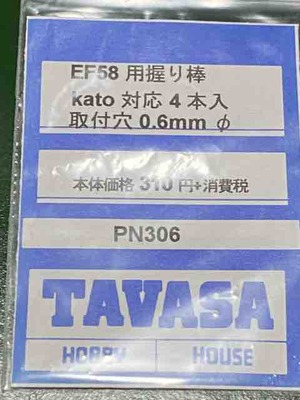 EF58 用握り棒
kato 対応 4 本入
取付穴 0.6mm φ
本体価格 310 円+消費税
PN306
TAVASA
HOBBY HOUSE